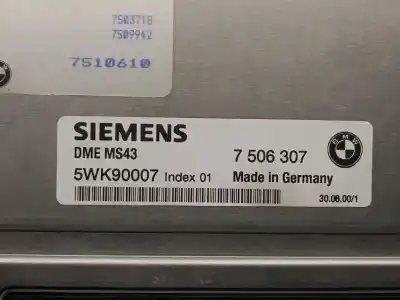 7503718
7509942
7510610
SIEMENS
DME MS43
7 506 307
BMW
5WK90007 Index 01
Made in Germany
30.06.00/1